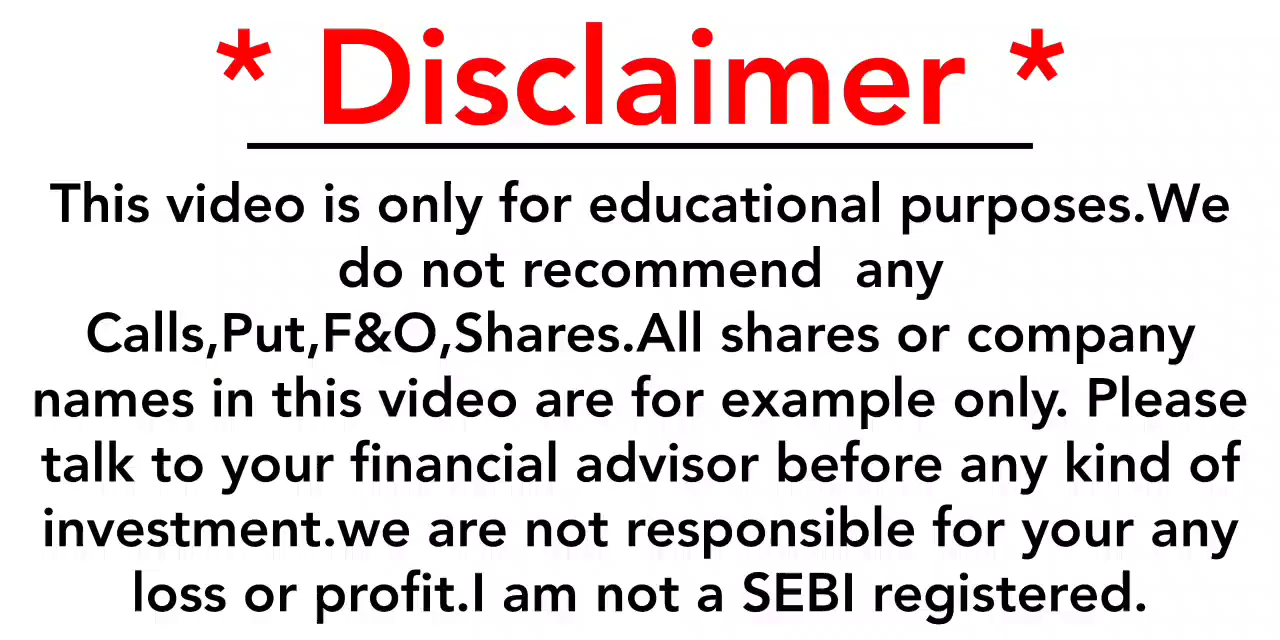 * Disclaimer *
This video is only for educational purposes.We
do not recommend  any
Calls,Put,F&O,Shares.All shares or company
names in this video are for example only. Please
talk to your financial advisor before any kind of
investment.we are not responsible for your any
loss or profit.I am not a SEBI registered.